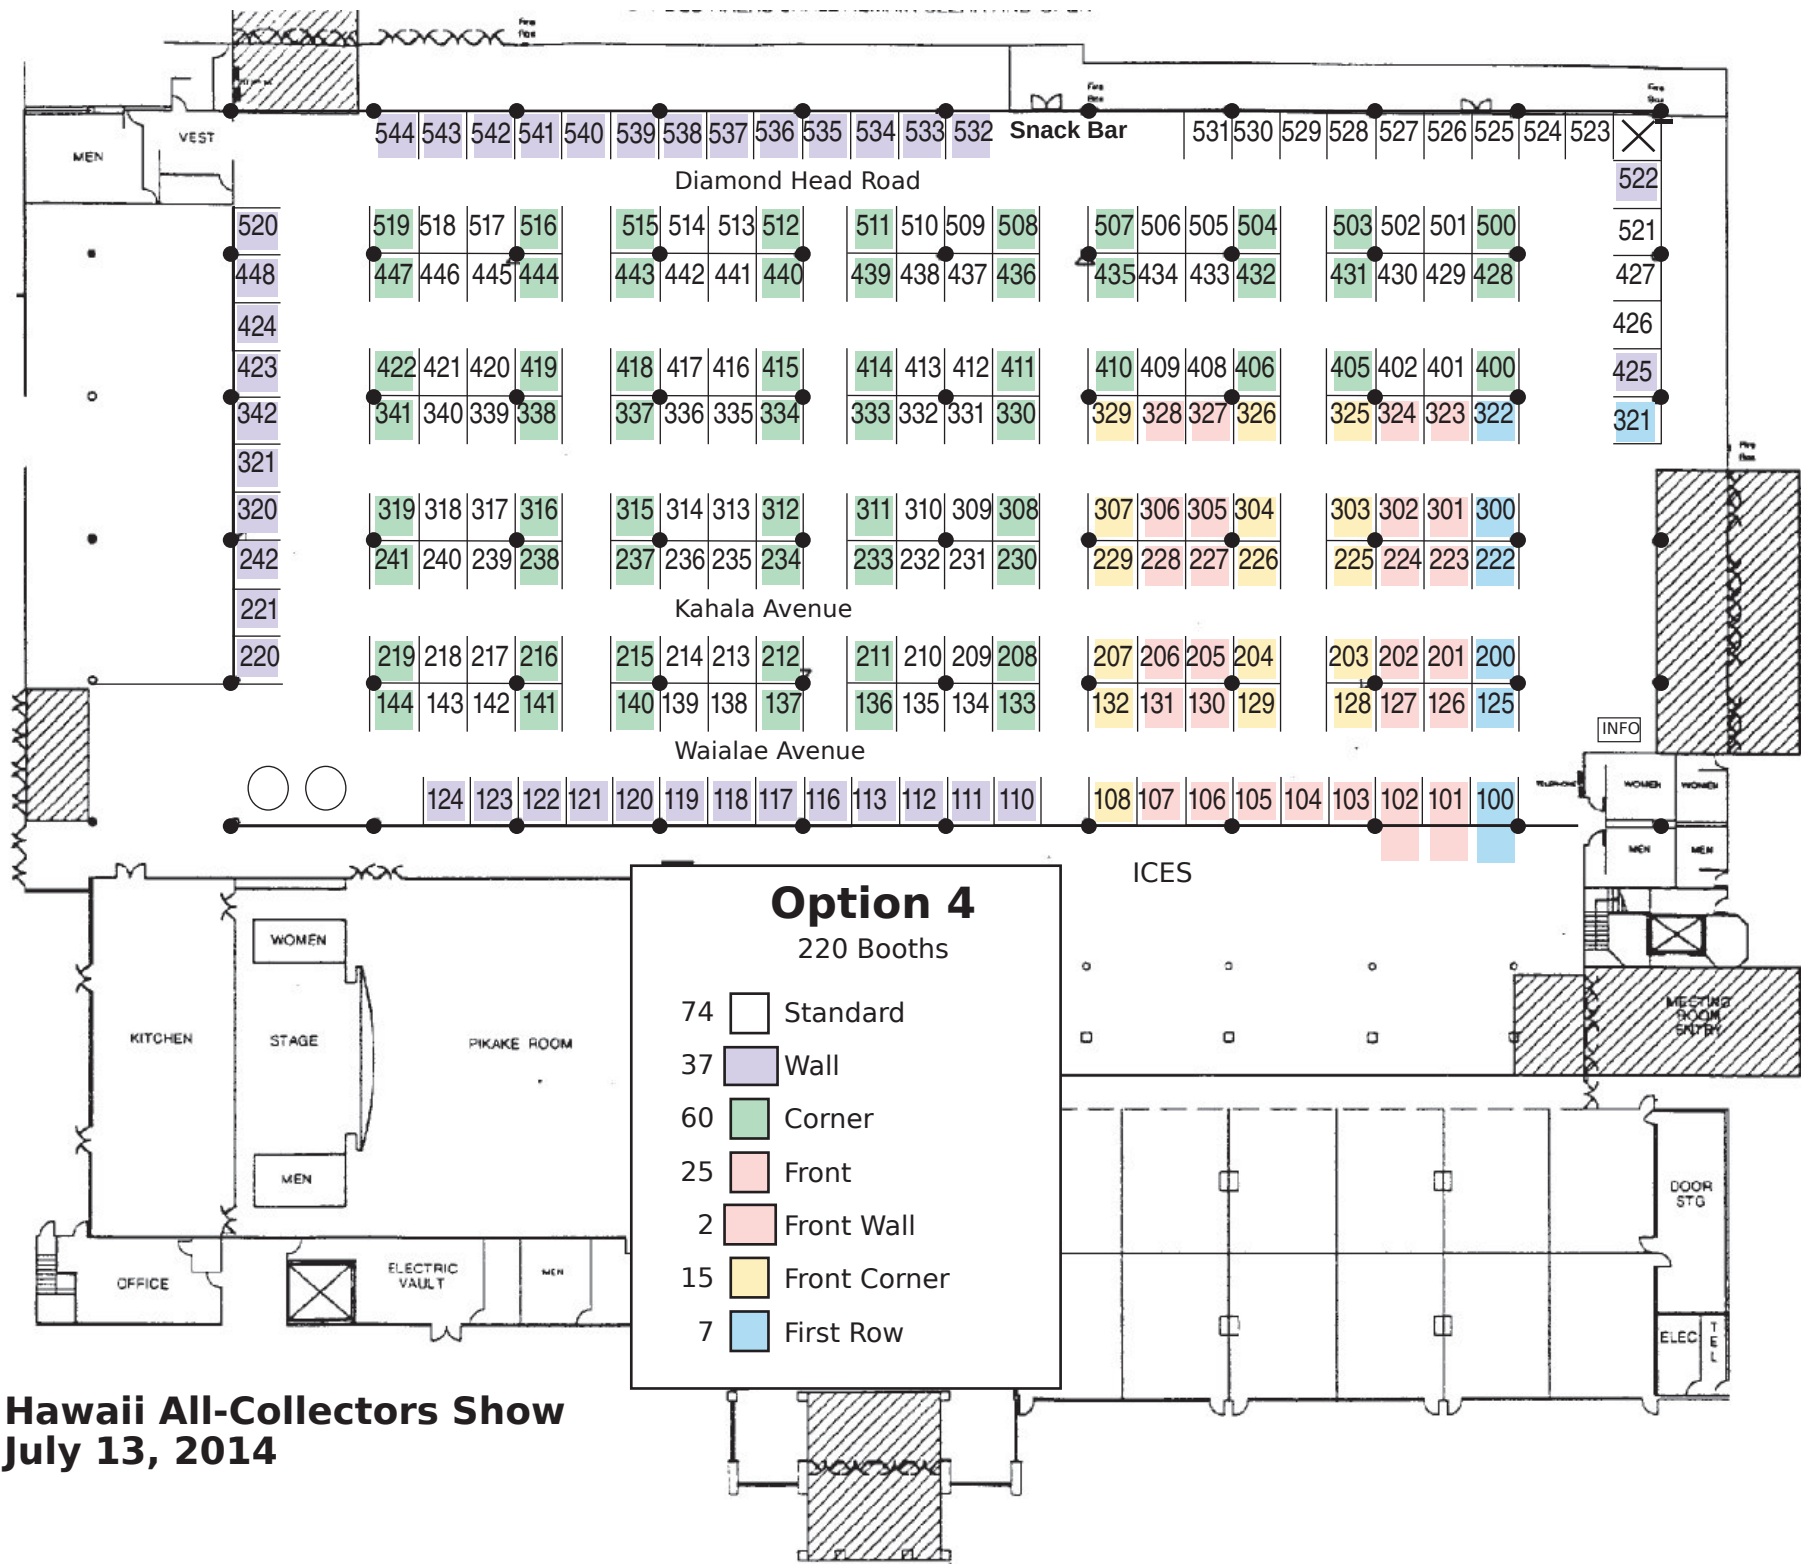 Fire
Box
Fire
Box
Fire
Box
VEST
MEN
544 543 542 541 540 539 538 537 536 535 534 533 532 Snack Bar 531 530 529 528 527 526 525 524 523
522
Diamond Head Road
520 519 518 517 516 515 514 513 512 511 510 509 508 507 506 505 504 503 502 501 500 521
448 447 446 445 444 443 442 441 440 439 438 437 436 435 434 433 432 431 430 429 428 427
424 426
423 422 421 420 419 418 417 416 415 414 413 412 411 410 409 408 406 405 402 401 400 425
342 341 340 339 338 337 336 335 334 333 332 331 330 329 328 327 326 325 324 323 322 321
Fire
Box
321
320 319 318 317 316 315 314 313 312 311 310 309 308 307 306 305 304 303 302 301 300
242 241 240 239 238 237 236 235 234 233 232 231 230 229 228 227 226 225 224 223 222
221 Kahala Avenue
220 219 218 217 216 215 214 213 212 211 210 209 208 207 206 205 204 203 202 201 200
144 143 142 141 140 139 138 137 136 135 134 133 132 131 130 129 128 127 126 125
INFO
Waialae Avenue
TELEPHONE WOMEN WOMEN
124 123 122 121 120 119 118 117 116 113 112 111 110 108 107 106 105 104 103 102 101 100
MEN MEN
ICES
Option 4
220 Booths
74 Standard
37 Wall
60 Corner
25 Front
2 Front Wall
15 Front Corner
7 First Row
WOMEN
KITCHEN STAGE PIKAKE ROOM
MEN
MEETING
ROOM
ENTRY
DOOR
STG
OFFICE
ELECTRIC
VAULT
MEN
ELEC
TEL
Hawaii All-Collectors Show
July 13, 2014